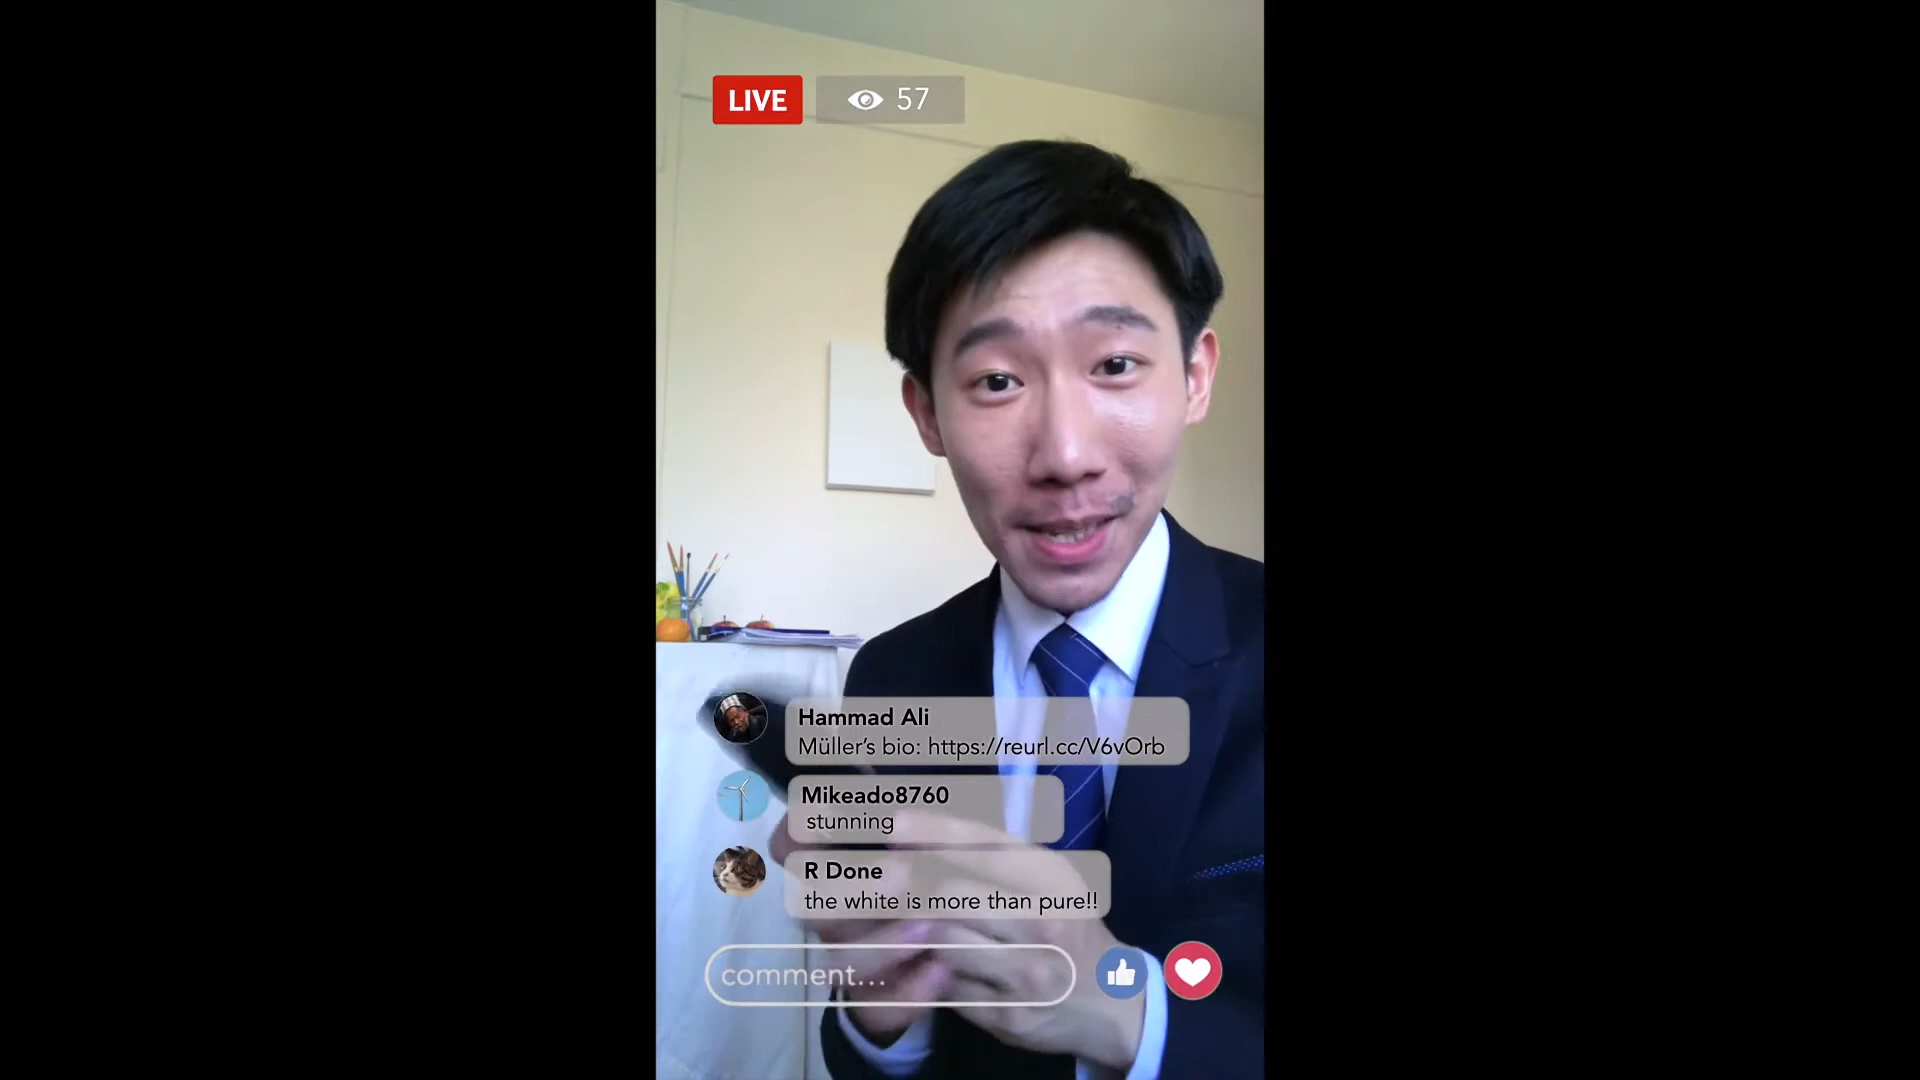 LIVE 57
Hammad Ali
Müller's bio: https://reurl.cc/V6vOrb
Mikeado8760
stunning
R Done
the white is more than pure!!
comment...